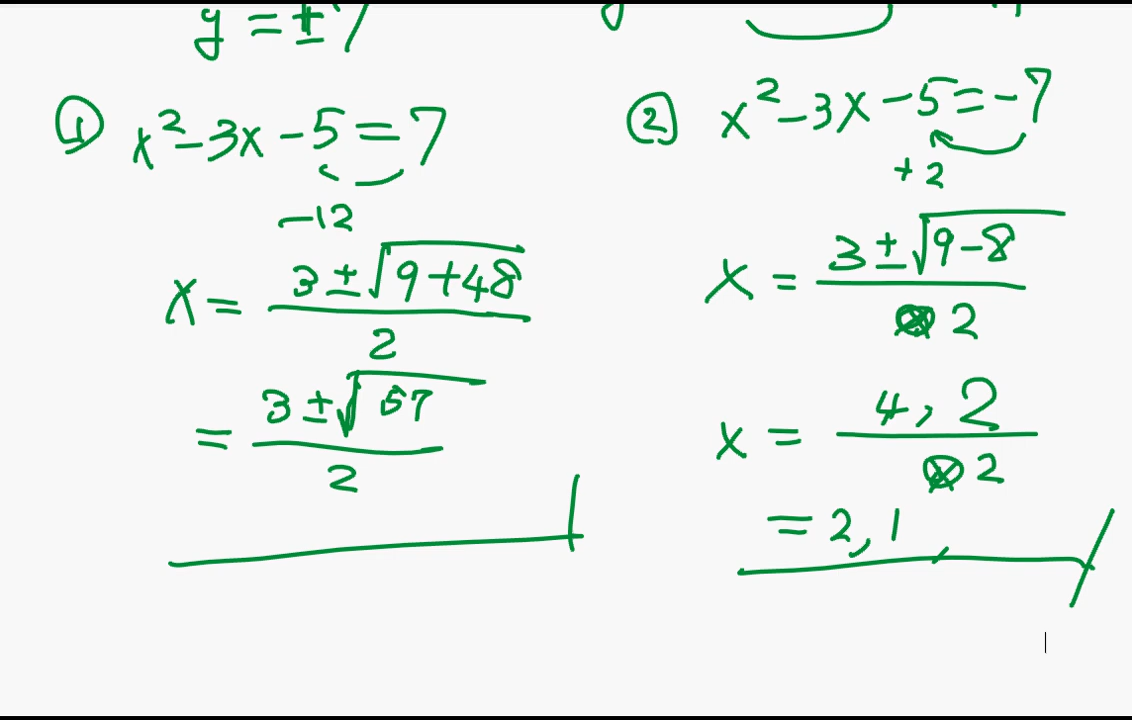 y = ±7
① x² - 3x - 5 = 7
-12
x = (3 ± √(9 + 48)) / 2
= (3 ± √57) / 2
② x² - 3x - 5 = -7
+2
x = (3 ± √(9 - 8)) / 2
x = (4, 2) / 2
= 2, 1